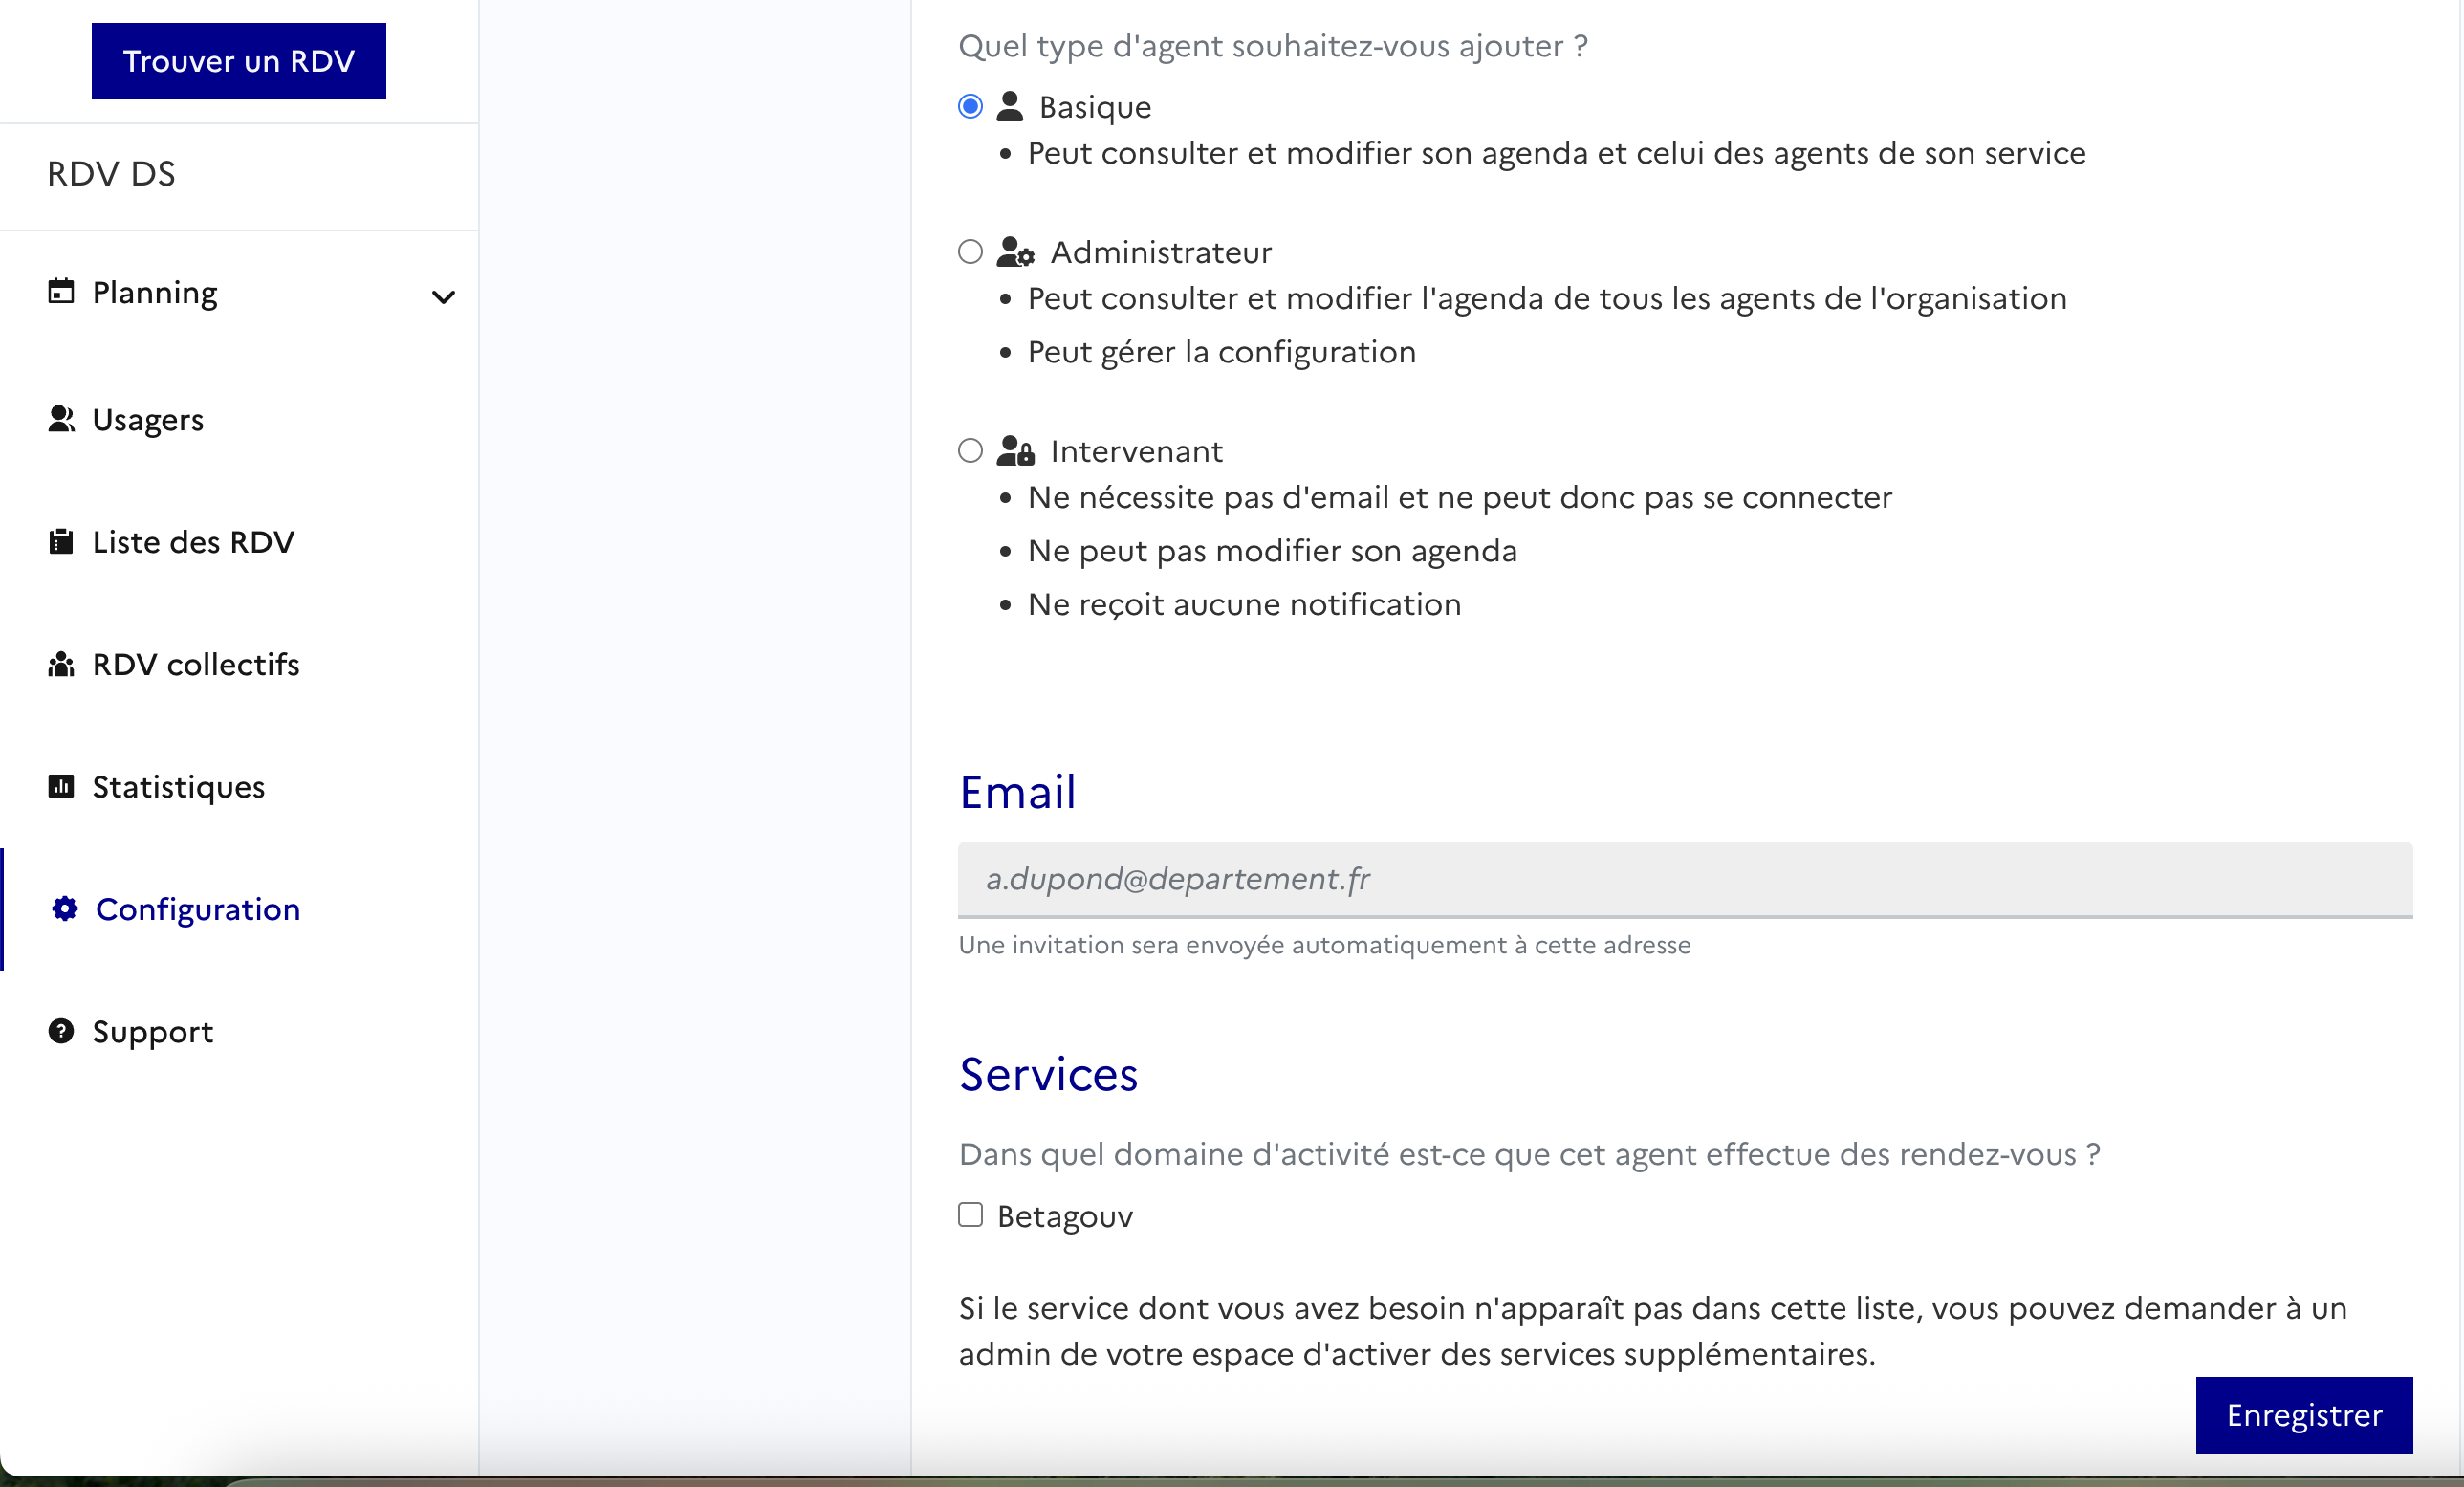 Trouver un RDV
RDV DS
Planning
Usagers
Liste des RDV
RDV collectifs
Statistiques
Configuration
Support
Quel type d'agent souhaitez-vous ajouter ?
Basique
• Peut consulter et modifier son agenda et celui des agents de son service
Administrateur
• Peut consulter et modifier l'agenda de tous les agents de l'organisation
• Peut gérer la configuration
Intervenant
• Ne nécessite pas d'email et ne peut donc pas se connecter
• Ne peut pas modifier son agenda
• Ne reçoit aucune notification
Email
a.dupond@departement.fr
Une invitation sera envoyée automatiquement à cette adresse
Services
Dans quel domaine d'activité est-ce que cet agent effectue des rendez-vous ?
Betagouv
Si le service dont vous avez besoin n'apparaît pas dans cette liste, vous pouvez demander à un
admin de votre espace d'activer des services supplémentaires.
Enregistrer